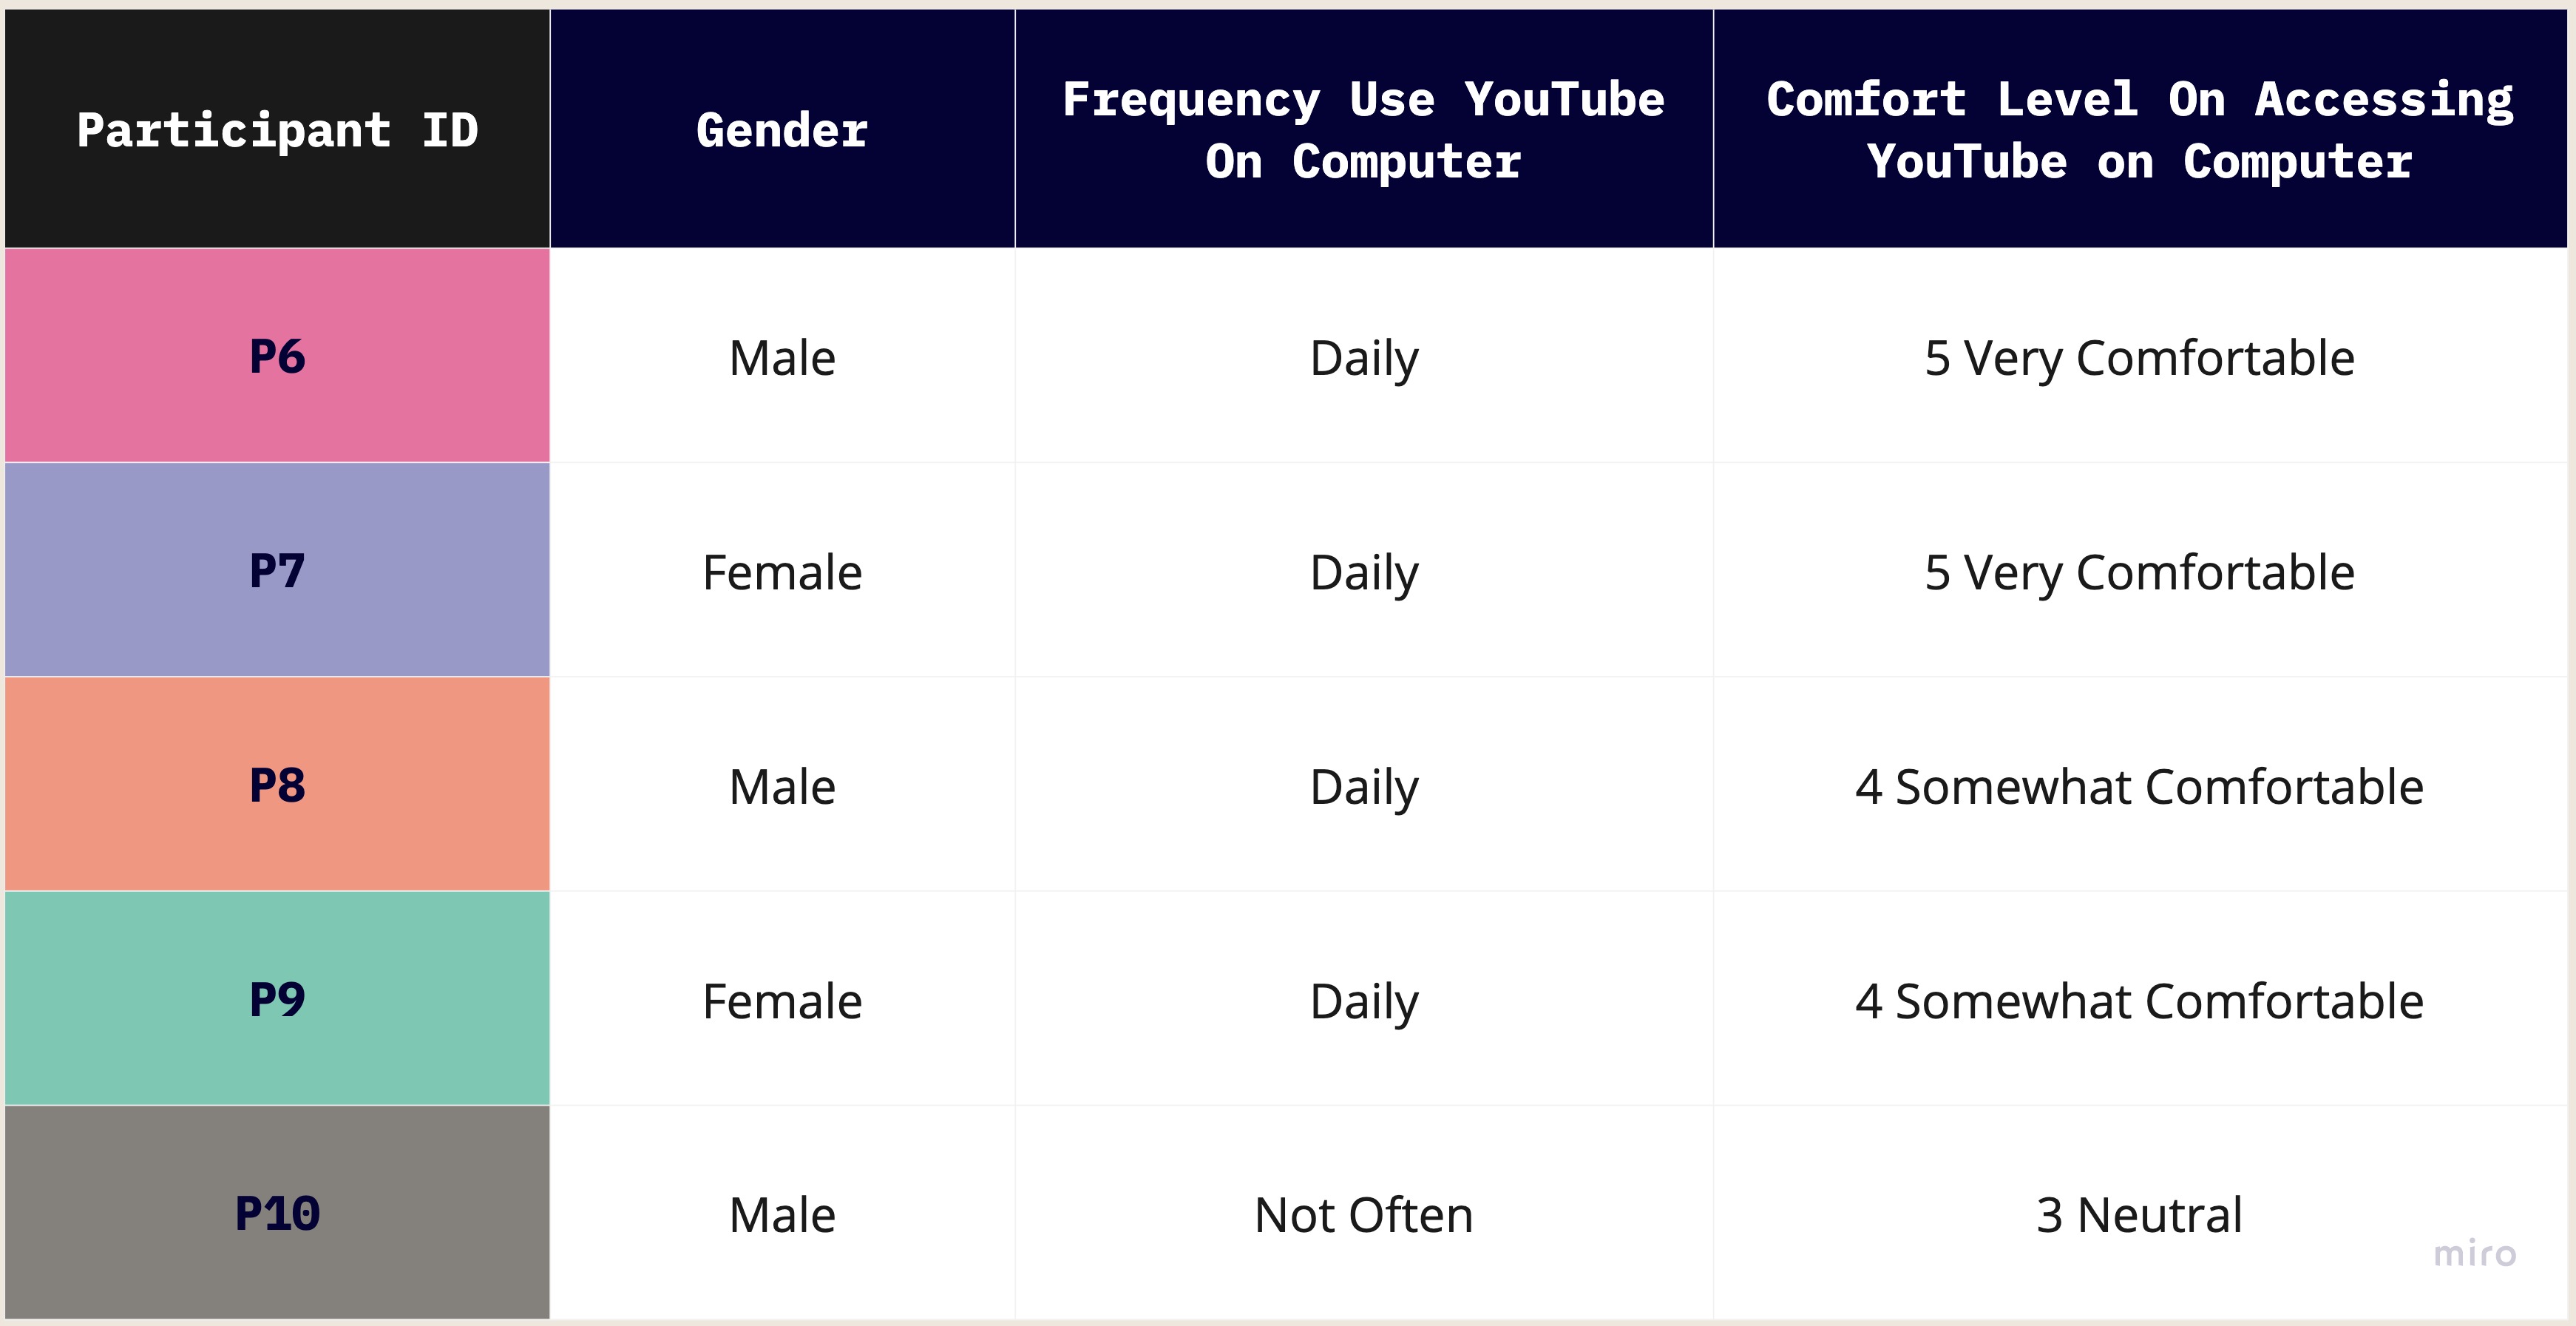 Participant ID
Gender
Frequency Use YouTube
On Computer
Comfort Level On Accessing
YouTube on Computer
P6
Male
Daily
5 Very Comfortable
P7
Female
Daily
5 Very Comfortable
P8
Male
Daily
4 Somewhat Comfortable
P9
Female
Daily
4 Somewhat Comfortable
P10
Male
Not Often
3 Neutral
miro